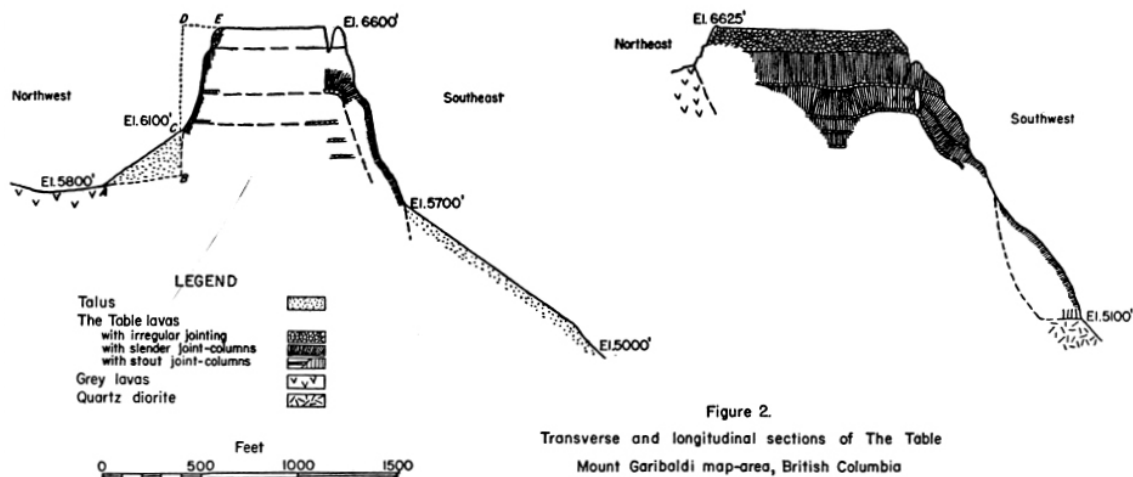 D E
El. 6600'
Northwest
Southeast
El. 6100'
C
El. 5800'
A
B
El. 5700'
El. 5000'
El. 6625'
Northeast
Southwest
El. 5100'
LEGEND
Talus
The Table lavas
with irregular jointing
with slender joint-columns
with stout joint-columns
Grey lavas
Quartz diorite
Feet
0 500 1000 1500
Figure 2.
Transverse and longitudinal sections of The Table
Mount Garibaldi map-area, British Columbia